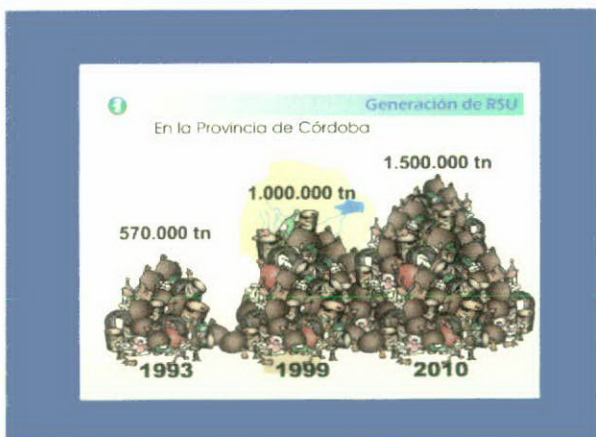 1
Generación de RSU
En la Provincia de Córdoba
1.500.000 tn
1.000.000 tn
570.000 tn
1993
1999
2010